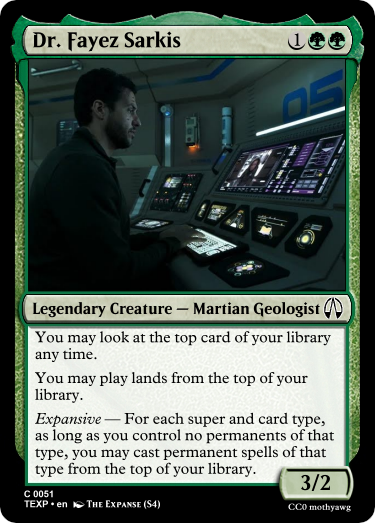 Dr. Fayez Sarkis 1
05
Legendary Creature — Martian Geologist
You may look at the top card of your library
any time.
You may play lands from the top of your
library.
Expansive — For each super and card type,
as long as you control no permanents of that
type, you may cast permanent spells of that
type from the top of your library.
3/2
C 0051
TEXP • en THE EXPANSE (S4)
CC0 mothyawg